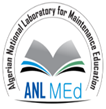 Algerian National Laboratory for Maintenance Education
ANL MEd